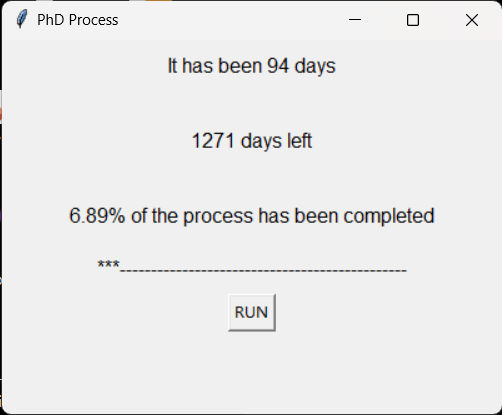 PhD Process
It has been 94 days
1271 days left
6.89% of the process has been completed
***-----------------------------------------------
RUN